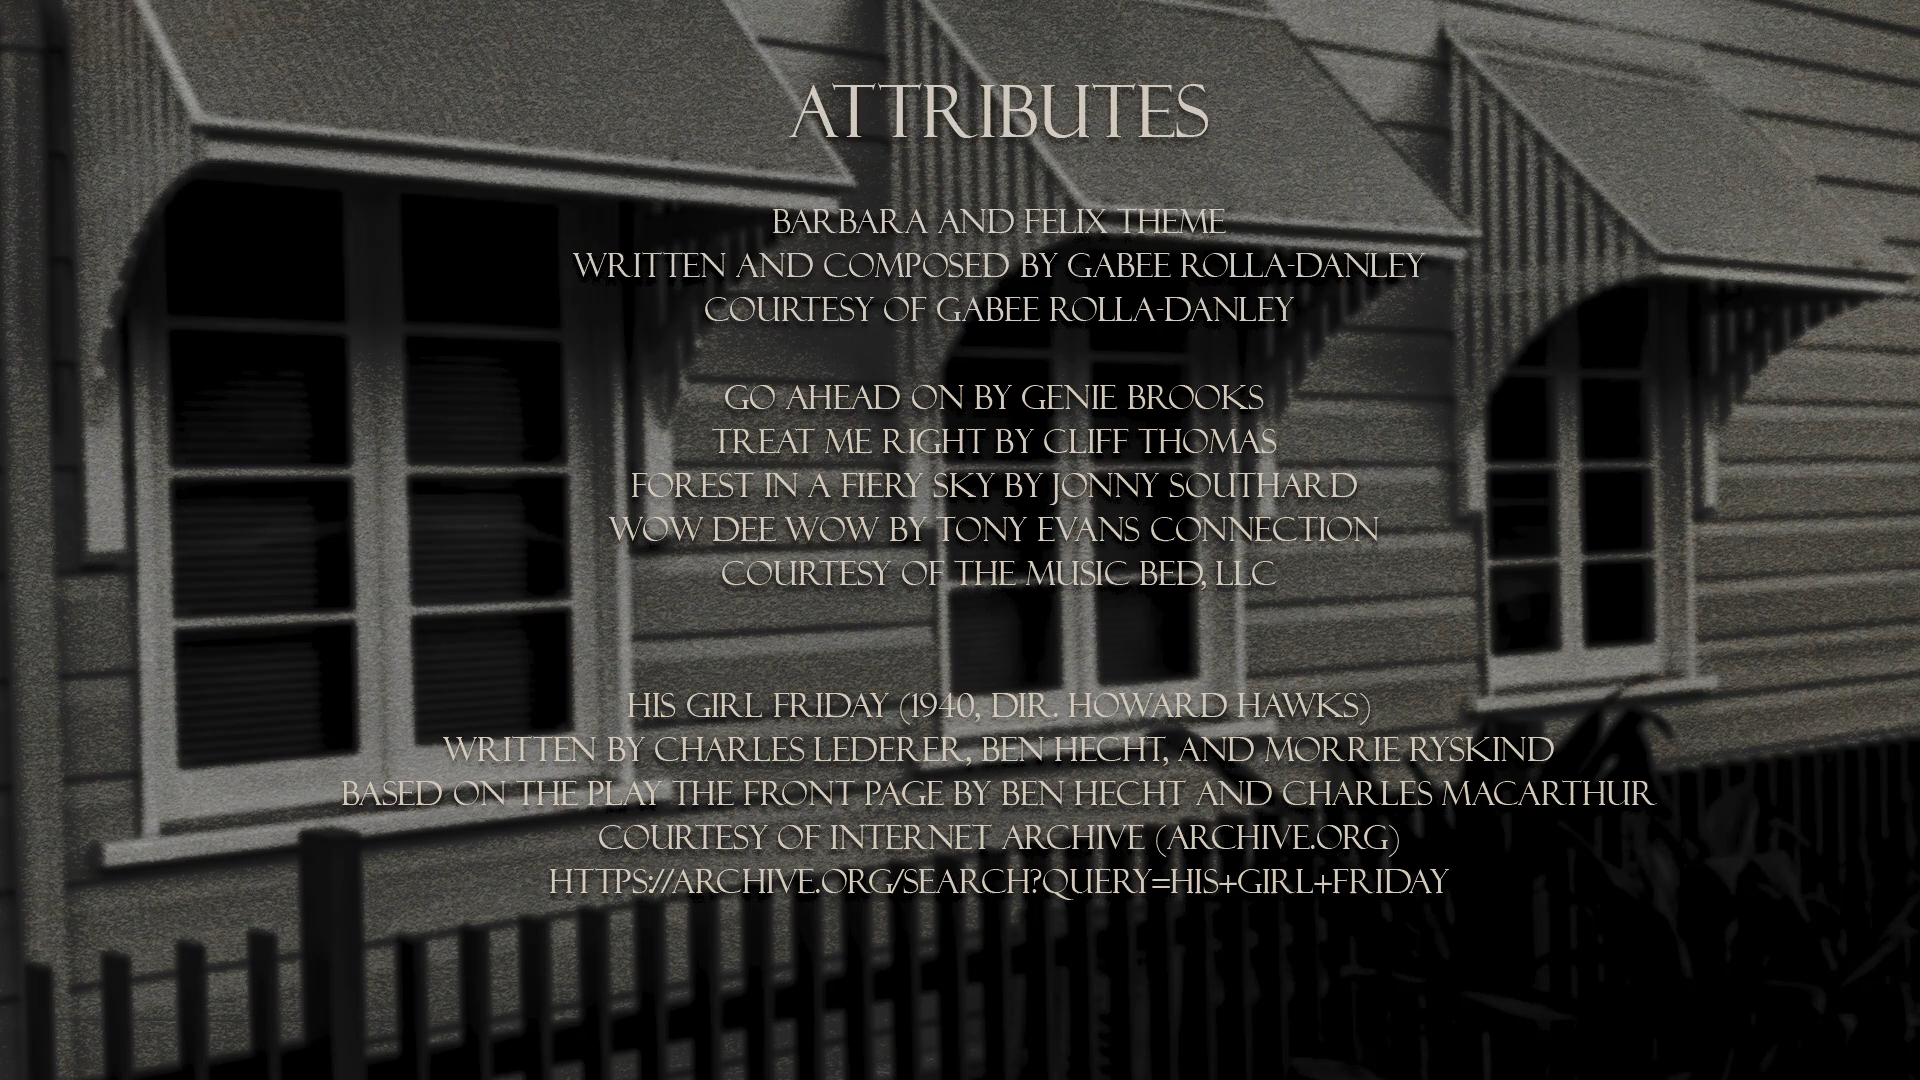 ATTRIBUTES
BARBARA AND FELIX THEME
WRITTEN AND COMPOSED BY GABEE ROLLA-DANLEY
COURTESY OF GABEE ROLLA-DANLEY
GO AHEAD ON BY GENIE BROOKS
TREAT ME RIGHT BY CLIFF THOMAS
FOREST IN A FIERY SKY BY JONNY SOUTHARD
WOW DEE WOW BY TONY EVANS CONNECTION
COURTESY OF THE MUSIC BED, LLC
HIS GIRL FRIDAY (1940, DIR. HOWARD HAWKS)
WRITTEN BY CHARLES LEDERER, BEN HECHT, AND MORRIE RYSKIND
BASED ON THE PLAY THE FRONT PAGE BY BEN HECHT AND CHARLES MACARTHUR
COURTESY OF INTERNET ARCHIVE (ARCHIVE.ORG)
HTTPS://ARCHIVE.ORG/SEARCH?QUERY=HIS+GIRL+FRIDAY